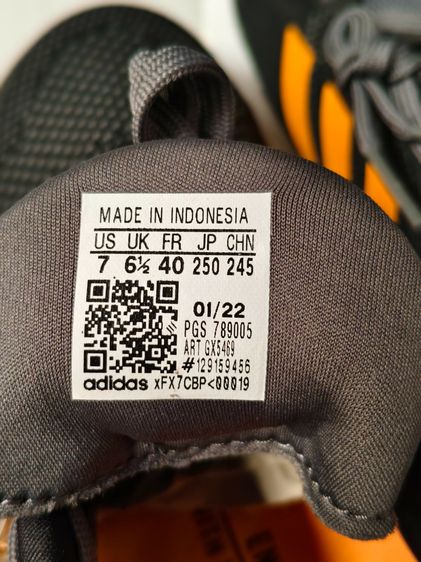 MADE IN INDONESIA
US UK FR JP CHN
7 6½ 40 250 245
01/22
PGS 789005
ART GX5469
#129159456
adidas xFX7CBP<00019